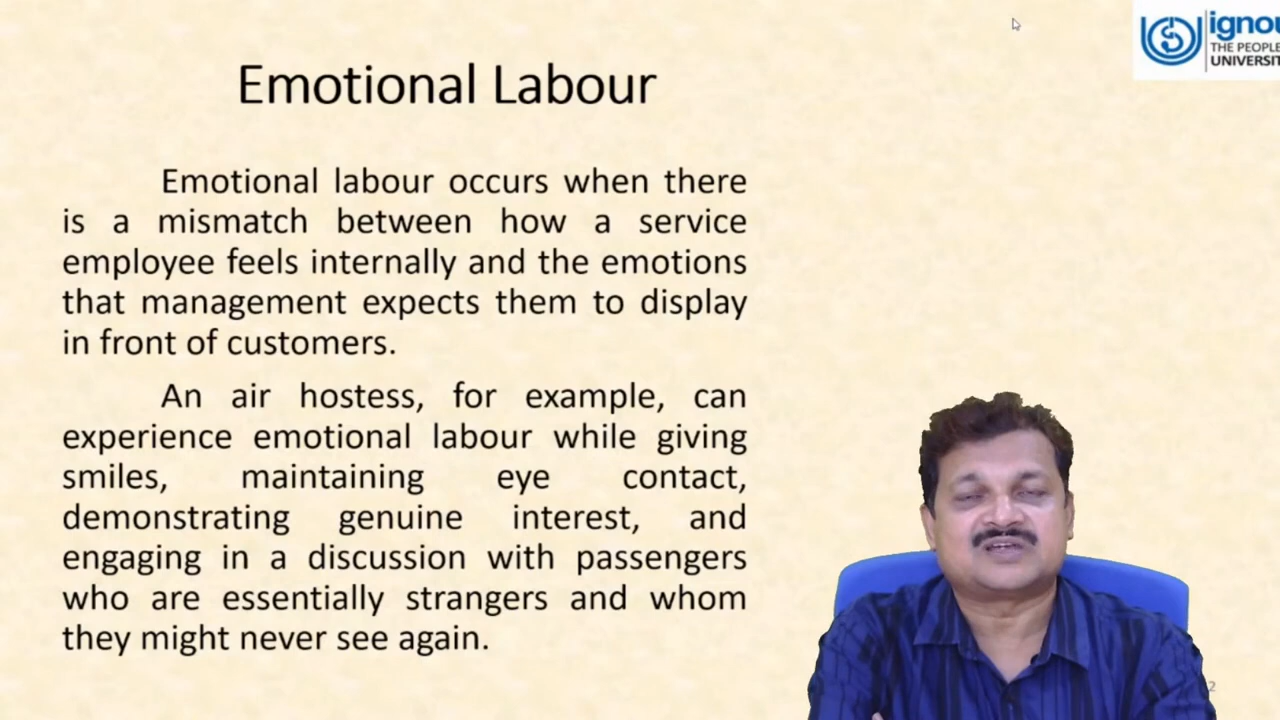 Emotional Labour
ignou
THE PEOPLE
UNIVERSIT
Emotional labour occurs when there
is a mismatch between how a service
employee feels internally and the emotions
that management expects them to display
in front of customers.
An air hostess, for example, can
experience emotional labour while giving
smiles, maintaining eye contact,
demonstrating genuine interest, and
engaging in a discussion with passengers
who are essentially strangers and whom
they might never see again.
2